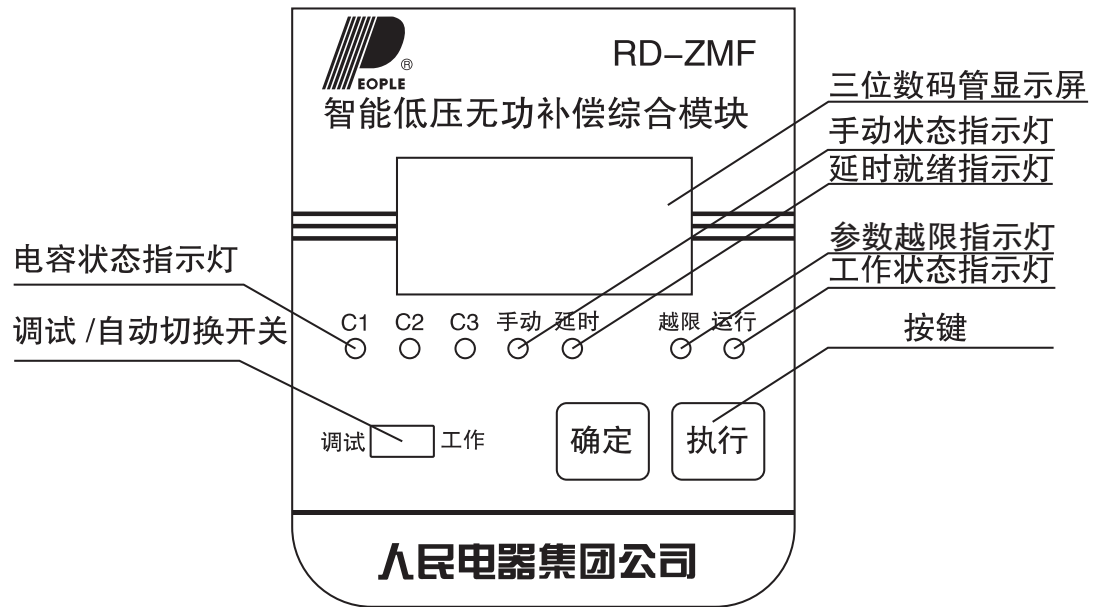 RD-ZMF
®
EOPLE
智能低压无功补偿综合模块
三位数码管显示屏
手动状态指示灯
延时就绪指示灯
参数越限指示灯
工作状态指示灯
按键
电容状态指示灯
调试 /自动切换开关
C1 C2 C3 手动 延时 越限 运行
调试 工作 确定 执行
人民电器集团公司